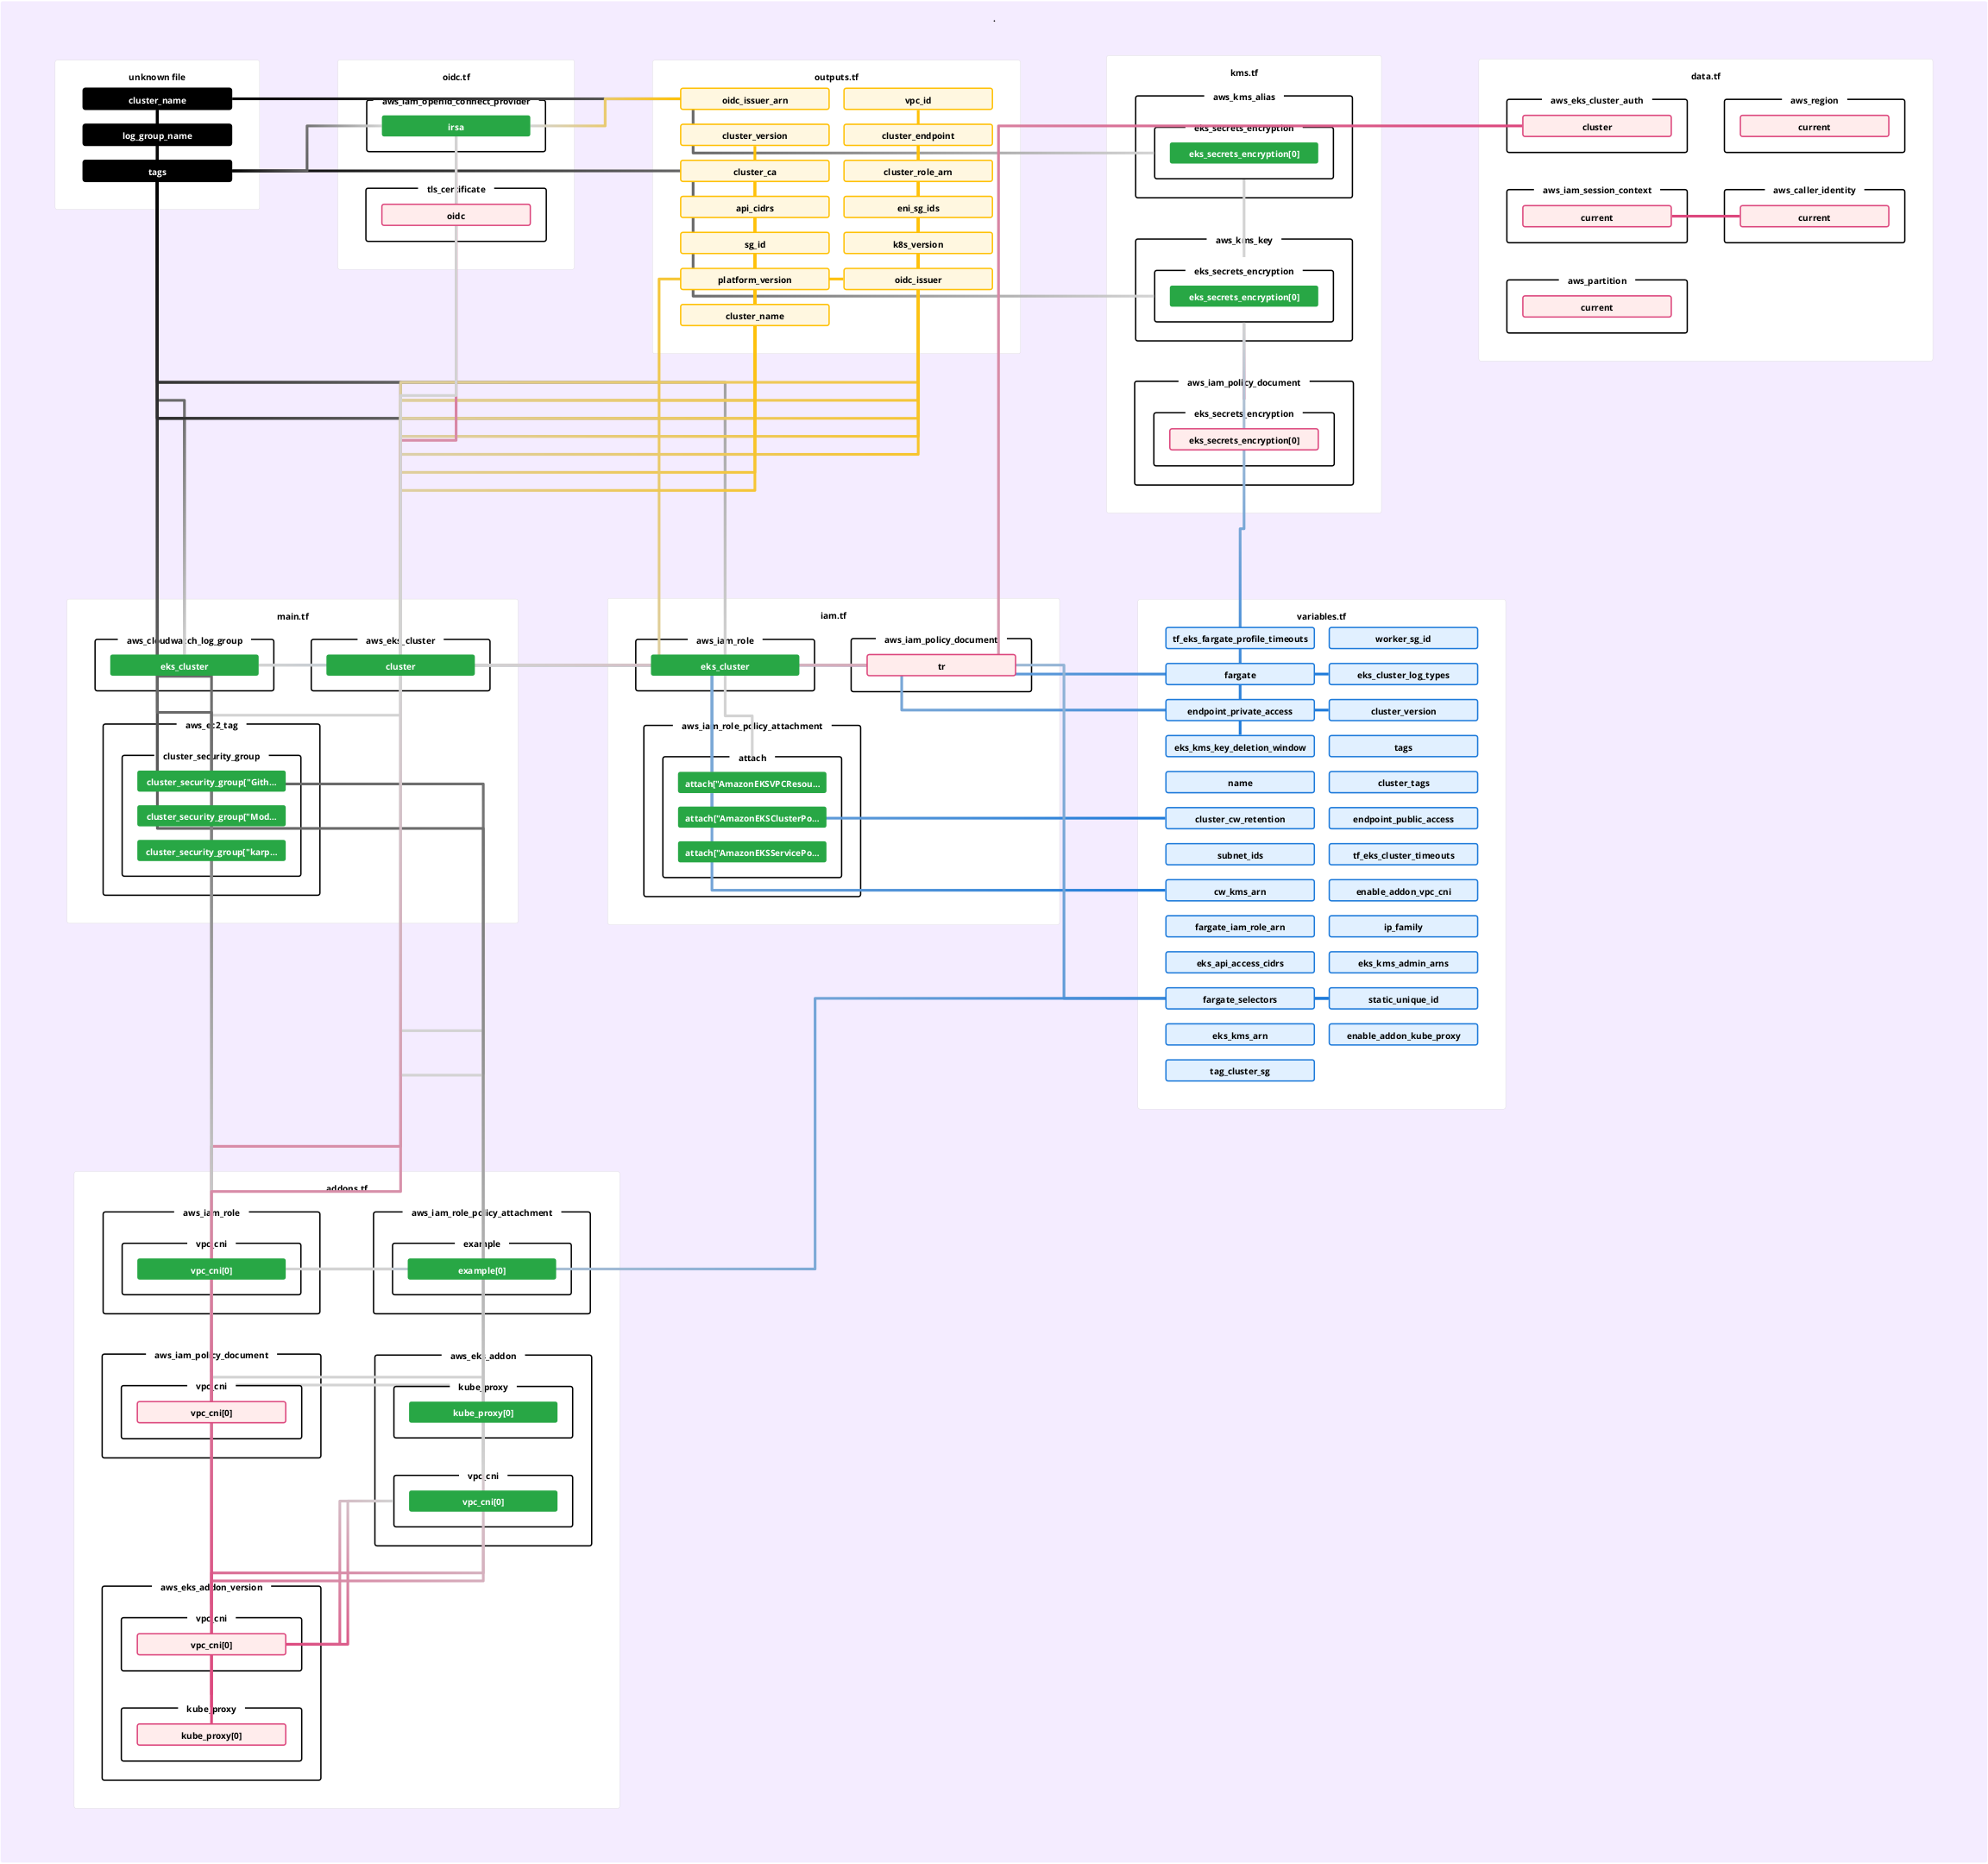 .
unknown file
cluster_name
log_group_name
tags
oidc.tf
aws_iam_openid_connect_provider
irsa
tls_certificate
oidc
outputs.tf
oidc_issuer_arn
vpc_id
cluster_version
cluster_endpoint
cluster_ca
cluster_role_arn
api_cidrs
eni_sg_ids
sg_id
k8s_version
platform_version
oidc_issuer
cluster_name
kms.tf
aws_kms_alias
eks_secrets_encryption
eks_secrets_encryption[0]
aws_kms_key
eks_secrets_encryption
eks_secrets_encryption[0]
aws_iam_policy_document
eks_secrets_encryption
eks_secrets_encryption[0]
data.tf
aws_eks_cluster_auth
cluster
aws_region
current
aws_iam_session_context
current
aws_caller_identity
current
aws_partition
current
main.tf
aws_cloudwatch_log_group
eks_cluster
aws_eks_cluster
cluster
aws_ec2_tag
cluster_security_group
cluster_security_group["Gith...
cluster_security_group["Mod...
cluster_security_group["karp...
iam.tf
aws_iam_role
eks_cluster
aws_iam_policy_document
tr
aws_iam_role_policy_attachment
attach
attach["AmazonEKSVPCResou...
attach["AmazonEKSClusterPo...
attach["AmazonEKSServicePo...
variables.tf
tf_eks_fargate_profile_timeouts
worker_sg_id
fargate
eks_cluster_log_types
endpoint_private_access
cluster_version
eks_kms_key_deletion_window
tags
name
cluster_tags
cluster_cw_retention
endpoint_public_access
subnet_ids
tf_eks_cluster_timeouts
cw_kms_arn
enable_addon_vpc_cni
fargate_iam_role_arn
ip_family
eks_api_access_cidrs
eks_kms_admin_arns
fargate_selectors
static_unique_id
eks_kms_arn
enable_addon_kube_proxy
tag_cluster_sg
addons.tf
aws_iam_role
vpc_cni
vpc_cni[0]
aws_iam_role_policy_attachment
example
example[0]
aws_iam_policy_document
vpc_cni
vpc_cni[0]
aws_eks_addon
kube_proxy
kube_proxy[0]
vpc_cni
vpc_cni[0]
aws_eks_addon_version
vpc_cni
vpc_cni[0]
kube_proxy
kube_proxy[0]